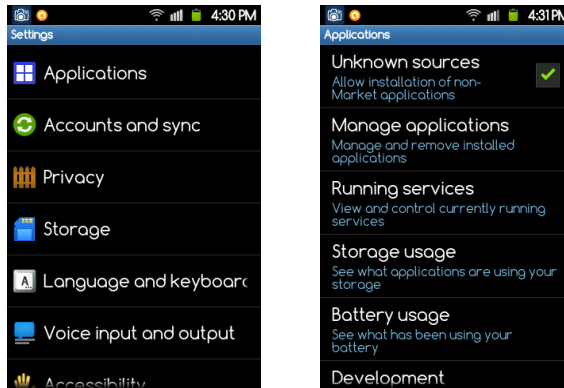 4:30 PM
Settings
Applications
Accounts and sync
Privacy
Storage
A
Language and keyboard
Voice input and output
Accessibility
4:31 PM
Applications
Unknown sources
Allow installation of non-
Market applications
Manage applications
Manage and remove installed
applications
Running services
View and control currently running
services
Storage usage
See what applications are using your
storage
Battery usage
See what has been using your
battery
Development